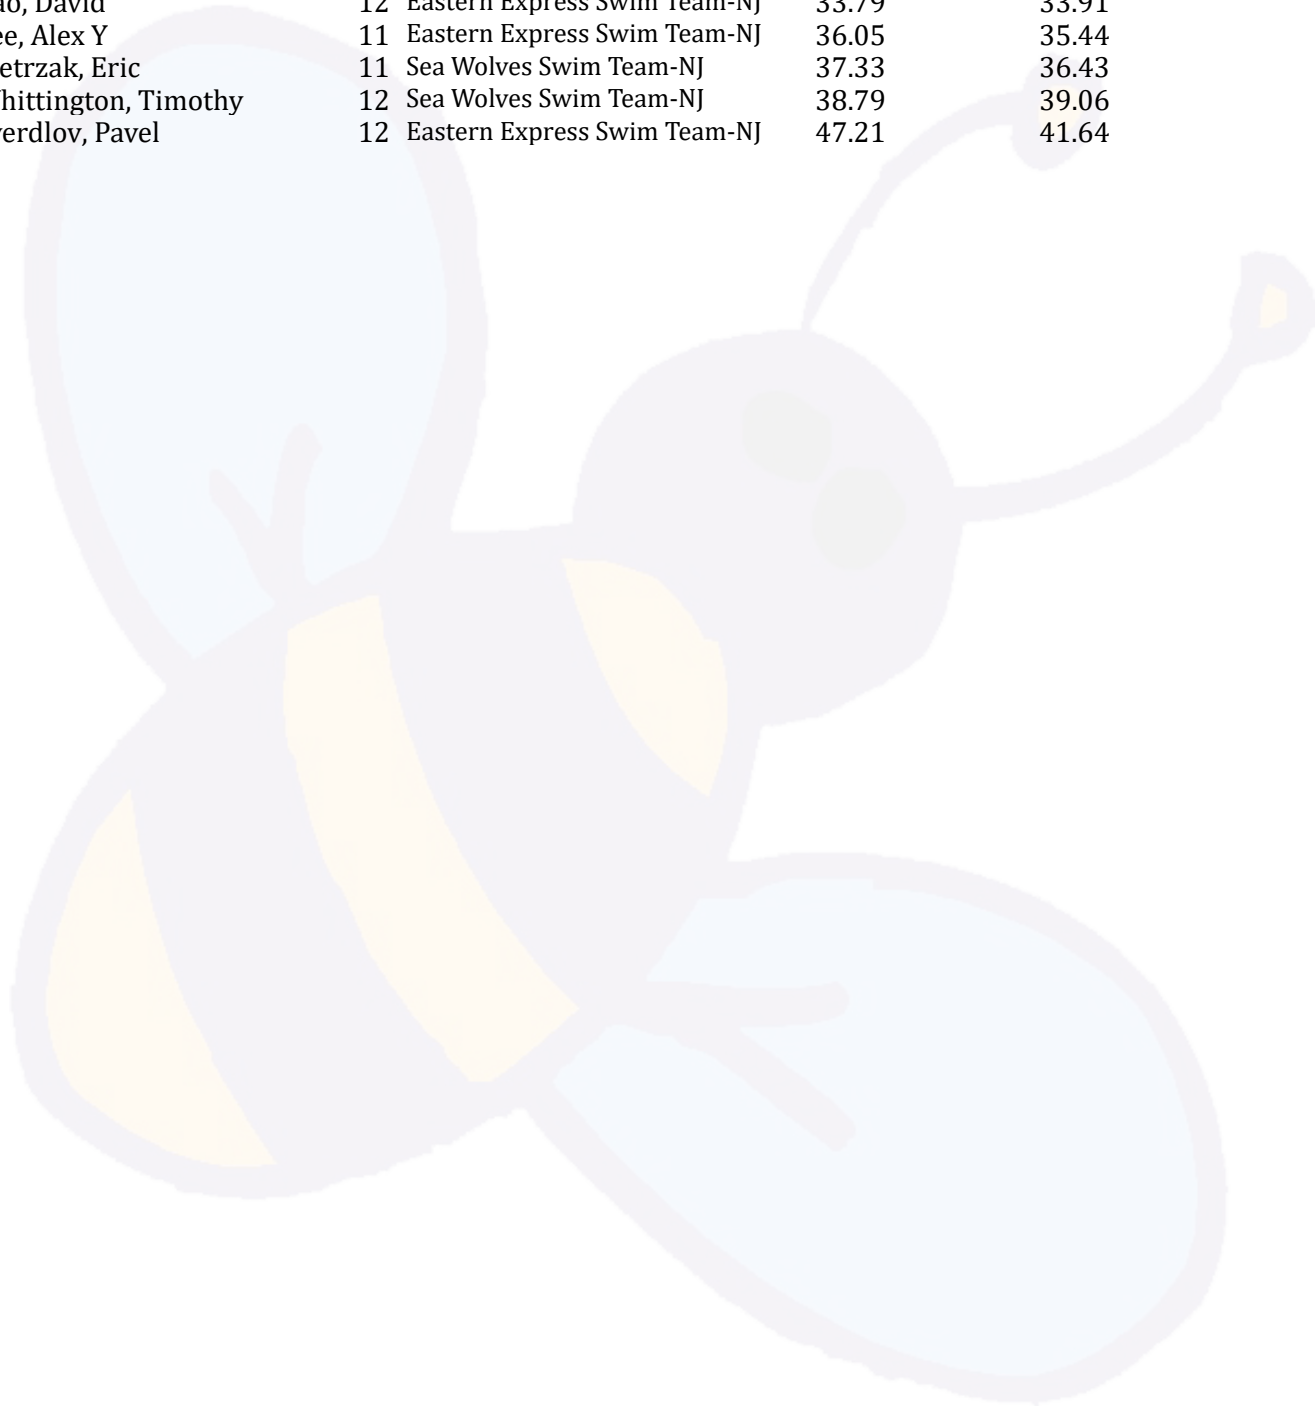 ao, David 12 Eastern Express Swim Team-NJ 33.79 33.91
ee, Alex Y 11 Eastern Express Swim Team-NJ 36.05 35.44
etrzak, Eric 11 Sea Wolves Swim Team-NJ 37.33 36.43
hittington, Timothy 12 Sea Wolves Swim Team-NJ 38.79 39.06
verdlov, Pavel 12 Eastern Express Swim Team-NJ 47.21 41.64